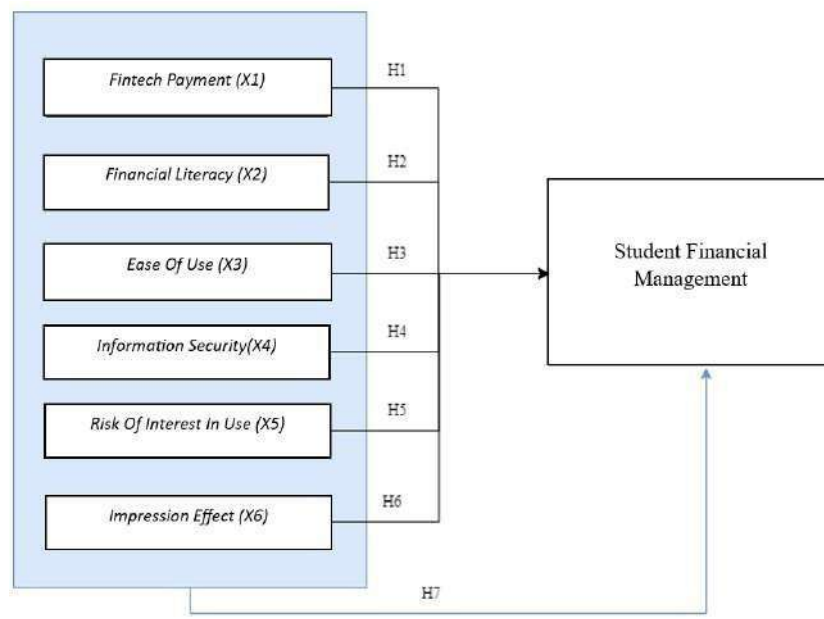 Fintech Payment (X1)
H1
Financial Literacy (X2)
H2
Ease Of Use (X3)
H3
Information Security(X4)
H4
Risk Of Interest In Use (X5)
H5
Impression Effect (X6)
H6
Student Financial
Management
H7